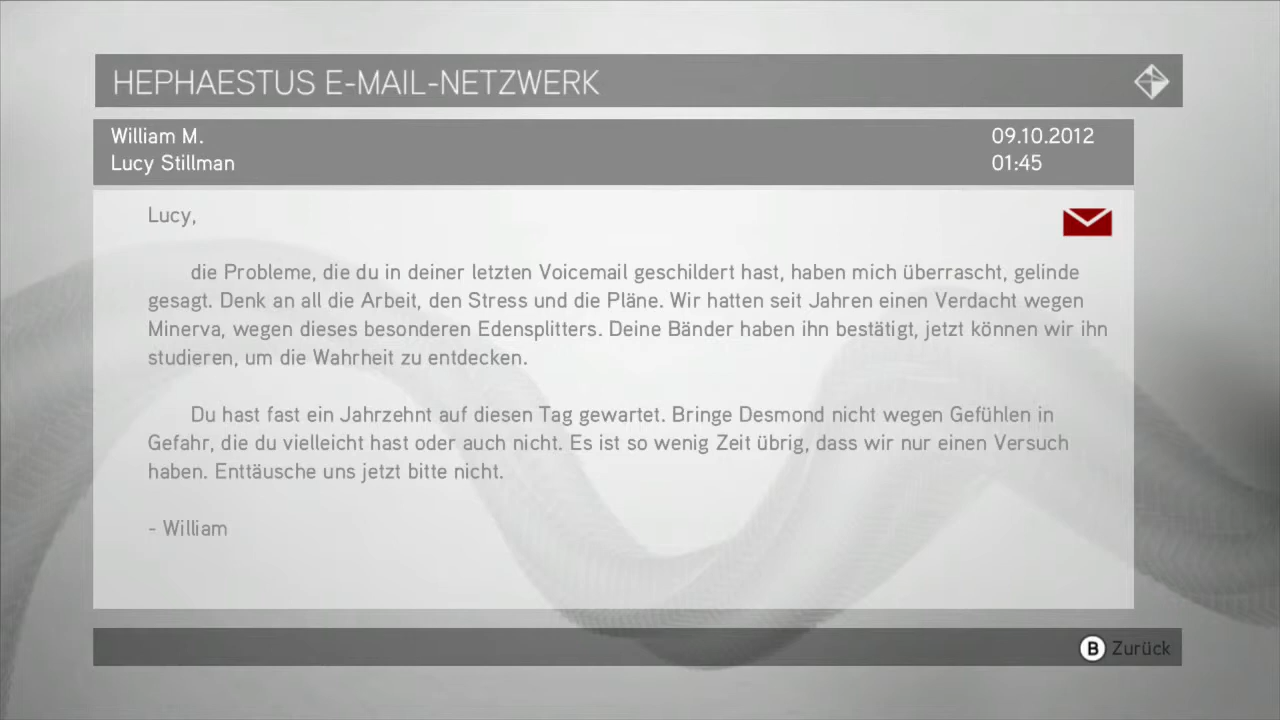 HEPHAESTUS E-MAIL-NETZWERK
William M.
09.10.2012
Lucy Stillman
01:45
Lucy,
die Probleme, die du in deiner letzten Voicemail geschildert hast, haben mich überrascht, gelinde
gesagt. Denk an all die Arbeit, den Stress und die Pläne. Wir hatten seit Jahren einen Verdacht wegen
Minerva, wegen dieses besonderen Edensplitters. Deine Bänder haben ihn bestätigt, jetzt können wir ihn
studieren, um die Wahrheit zu entdecken.
Du hast fast ein Jahrzehnt auf diesen Tag gewartet. Bringe Desmond nicht wegen Gefühlen in
Gefahr, die du vielleicht hast oder auch nicht. Es ist so wenig Zeit übrig, dass wir nur einen Versuch
haben. Enttäusche uns jetzt bitte nicht.
- William
B Zurück